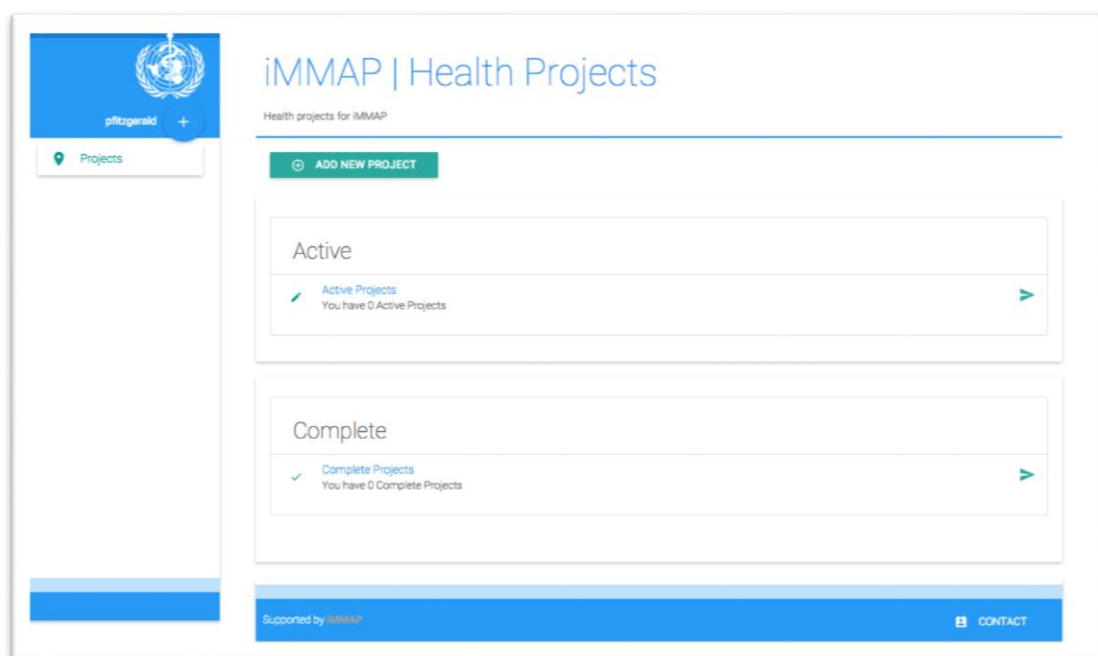 pfitzgerald
Projects
iMMAP | Health Projects
Health projects for iMMAP
ADD NEW PROJECT
Active
Active Projects
You have 0 Active Projects
Complete
Complete Projects
You have 0 Complete Projects
Supported by iMMAP
CONTACT